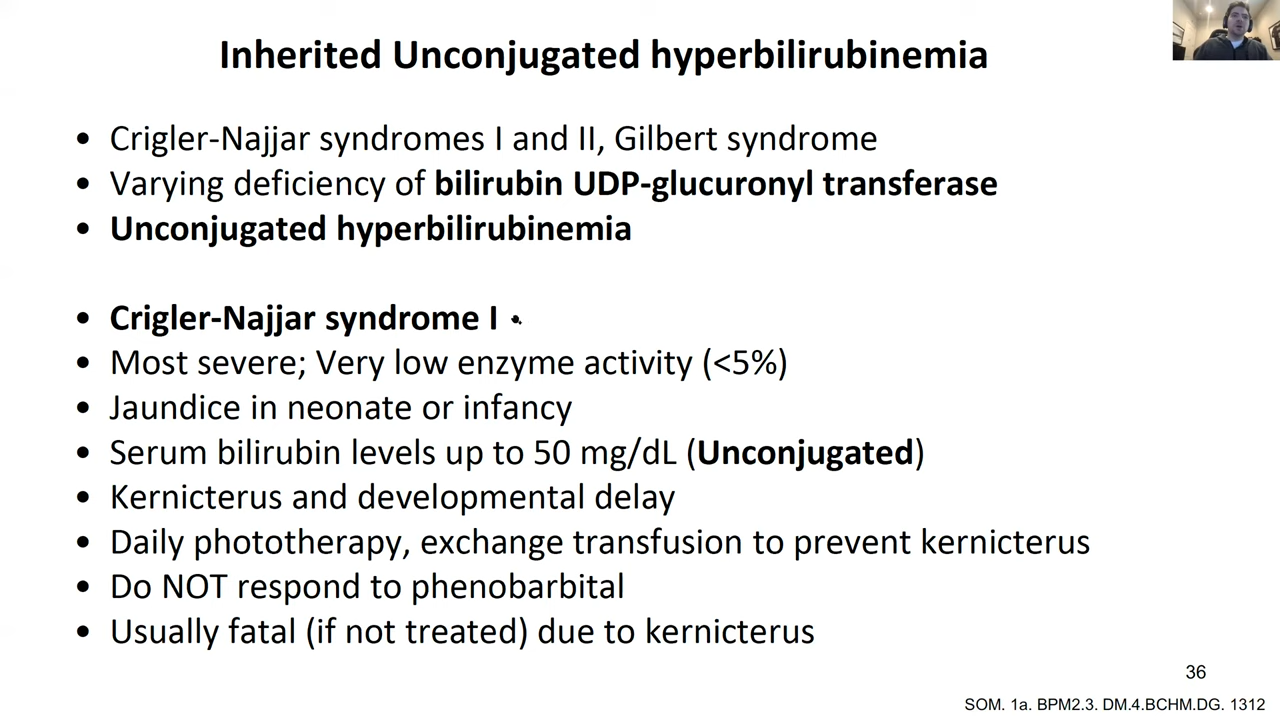 Inherited Unconjugated hyperbilirubinemia
• Crigler-Najjar syndromes I and II, Gilbert syndrome
• Varying deficiency of bilirubin UDP-glucuronyl transferase
• Unconjugated hyperbilirubinemia
• Crigler-Najjar syndrome I
• Most severe; Very low enzyme activity (<5%)
• Jaundice in neonate or infancy
• Serum bilirubin levels up to 50 mg/dL (Unconjugated)
• Kernicterus and developmental delay
• Daily phototherapy, exchange transfusion to prevent kernicterus
• Do NOT respond to phenobarbital
• Usually fatal (if not treated) due to kernicterus
36
SOM. 1a. BPM2.3. DM.4.BCHM.DG. 1312